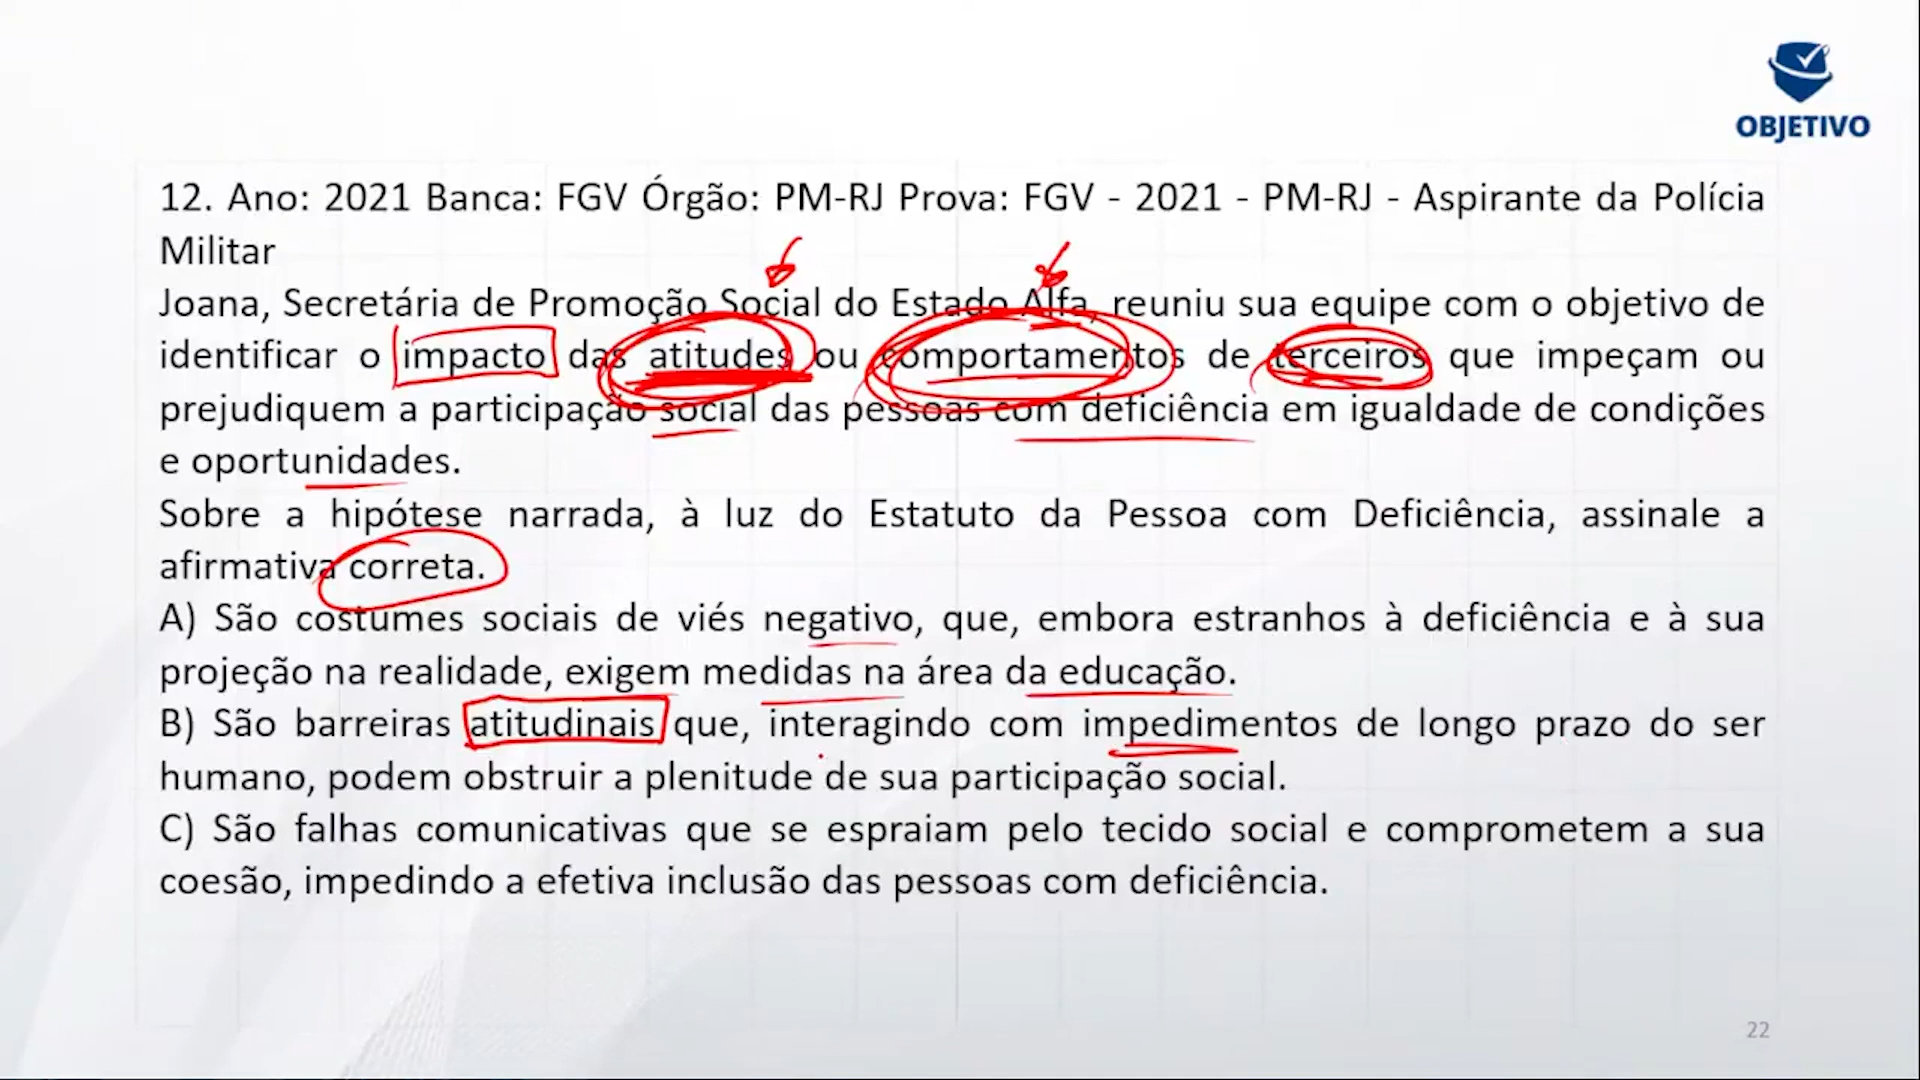 OBJETIVO
12. Ano: 2021 Banca: FGV Órgão: PM-RJ Prova: FGV - 2021 - PM-RJ - Aspirante da Polícia
Militar
Joana, Secretária de Promoção Social do Estado Alfa, reuniu sua equipe com o objetivo de
identificar o impacto das atitudes ou comportamentos de terceiros que impeçam ou
prejudiquem a participação social das pessoas com deficiência em igualdade de condições
e oportunidades.
Sobre a hipótese narrada, à luz do Estatuto da Pessoa com Deficiência, assinale a
afirmativa correta.
A) São costumes sociais de viés negativo, que, embora estranhos à deficiência e à sua
projeção na realidade, exigem medidas na área da educação.
B) São barreiras atitudinais que, interagindo com impedimentos de longo prazo do ser
humano, podem obstruir a plenitude de sua participação social.
C) São falhas comunicativas que se espraiam pelo tecido social e comprometem a sua
coesão, impedindo a efetiva inclusão das pessoas com deficiência.
22